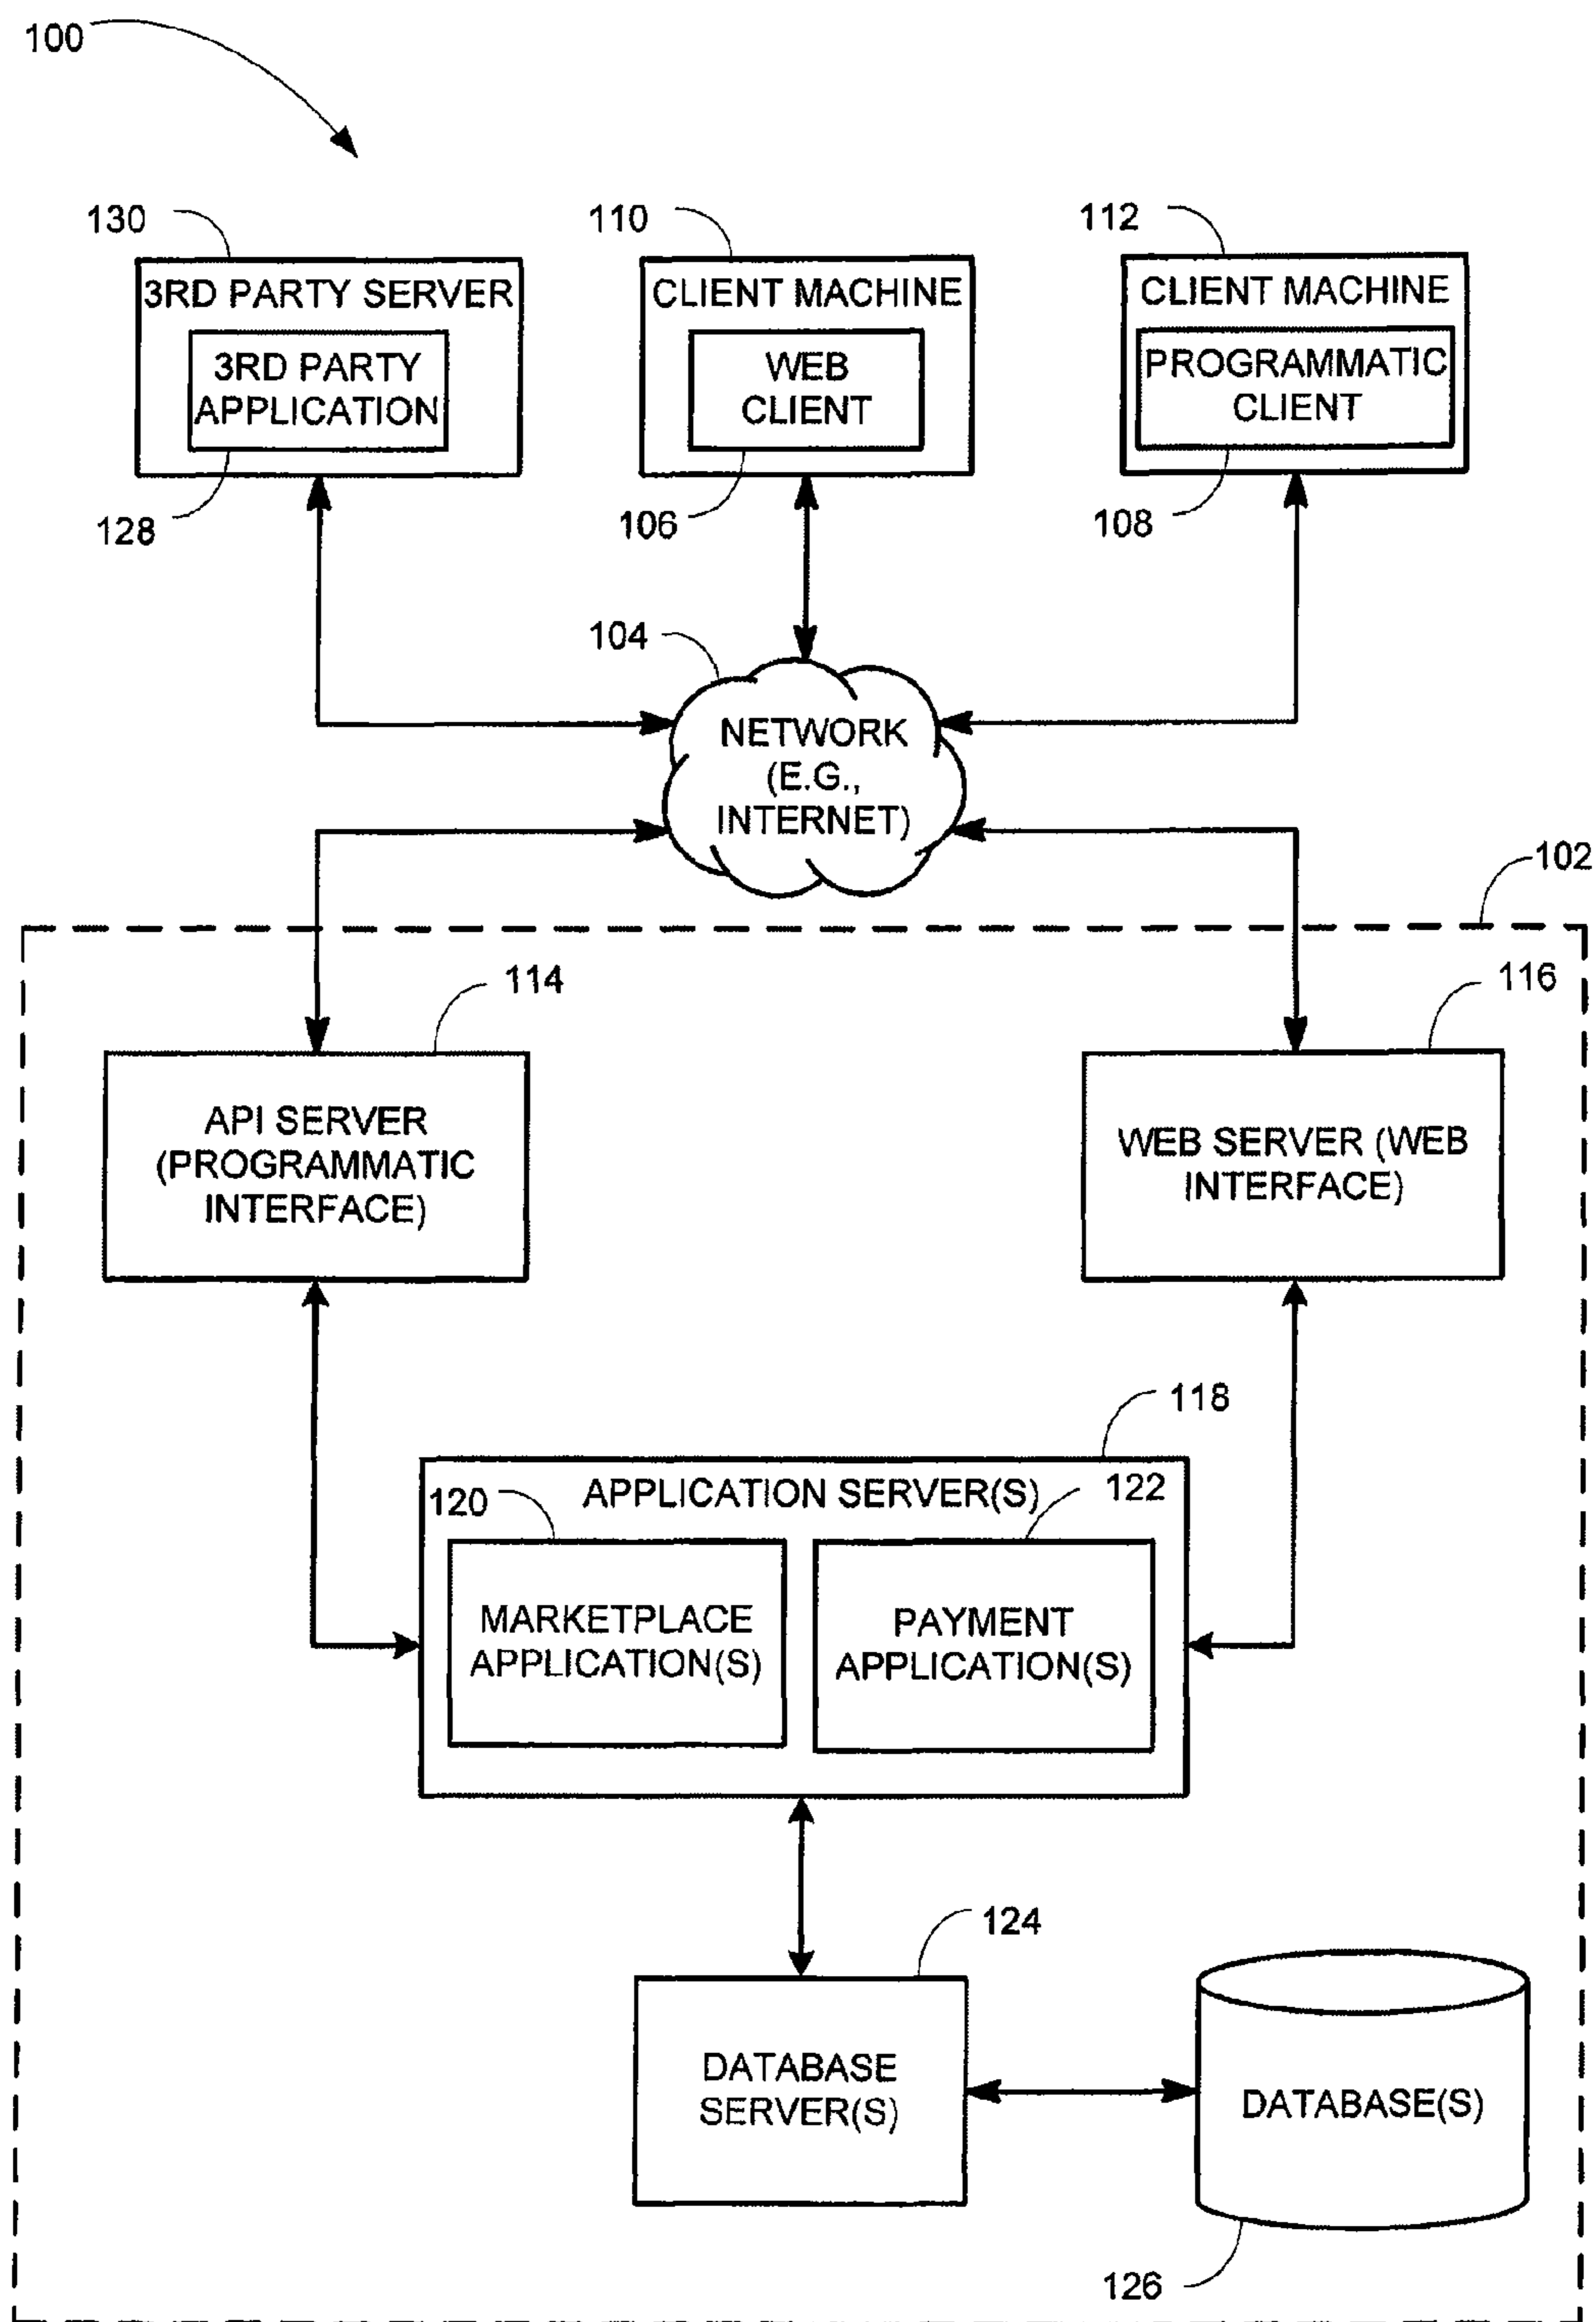 100
130
110
112
3RD PARTY SERVER
3RD PARTY
APPLICATION
CLIENT MACHINE
WEB
CLIENT
CLIENT MACHINE
PROGRAMMATIC
CLIENT
128
106
108
104
NETWORK
(E.G.,
INTERNET)
102
114
116
API SERVER
(PROGRAMMATIC
INTERFACE)
WEB SERVER (WEB
INTERFACE)
118
APPLICATION SERVER(S)
120
122
MARKETPLACE
APPLICATION(S)
PAYMENT
APPLICATION(S)
124
DATABASE
SERVER(S)
DATABASE(S)
126